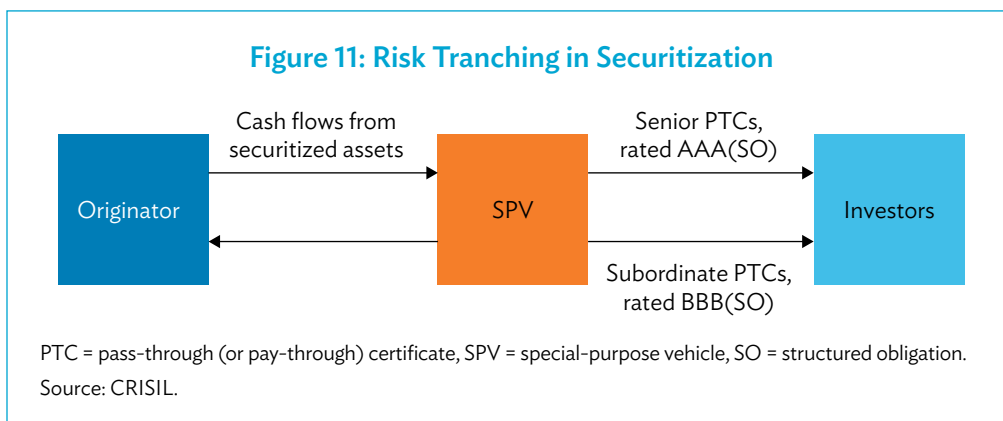 Figure 11: Risk Tranching in Securitization
Cash flows from
securitized assets
Senior PTCs,
rated AAA(SO)
Originator
SPV
Investors
Subordinate PTCs,
rated BBB(SO)
PTC = pass-through (or pay-through) certificate, SPV = special-purpose vehicle, SO = structured obligation.
Source: CRISIL.